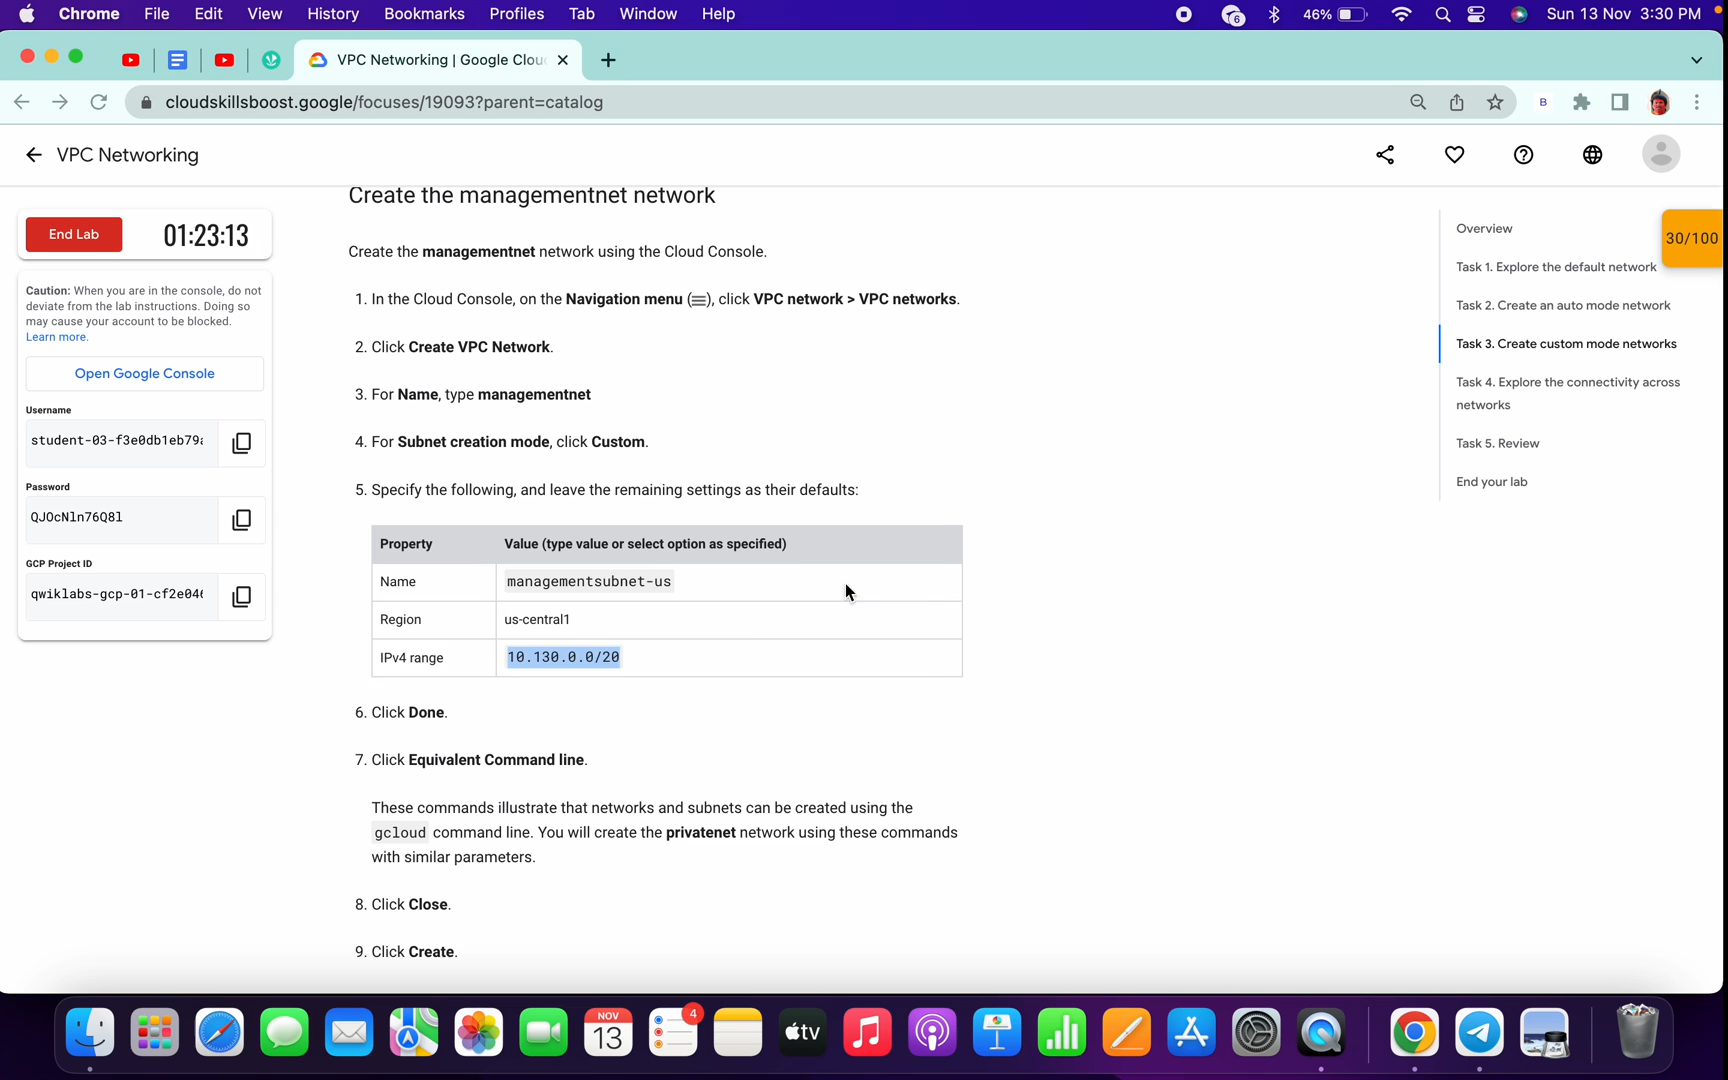 Chrome File Edit View History Bookmarks Profiles Tab Window Help
6 46% Sun 13 Nov 3:30 PM
VPC Networking | Google Clou
cloudskillsboost.google/focuses/19093?parent=catalog
B
VPC Networking
End Lab 01:23:13
Caution: When you are in the console, do not
deviate from the lab instructions. Doing so
may cause your account to be blocked.
Learn more.
Open Google Console
Username
student-03-f3e0db1eb79
Password
QJOcNln76Q8l
GCP Project ID
qwiklabs-gcp-01-cf2e04
Create the managementnet network
Create the managementnet network using the Cloud Console.
1. In the Cloud Console, on the Navigation menu (≡), click VPC network > VPC networks.
2. Click Create VPC Network.
3. For Name, type managementnet
4. For Subnet creation mode, click Custom.
5. Specify the following, and leave the remaining settings as their defaults:
Property Value (type value or select option as specified)
Name managementsubnet-us
Region us-central1
IPv4 range 10.130.0.0/20
6. Click Done.
7. Click Equivalent Command line.
These commands illustrate that networks and subnets can be created using the
gcloud command line. You will create the privatenet network using these commands
with similar parameters.
8. Click Close.
9. Click Create.
Overview
Task 1. Explore the default network
Task 2. Create an auto mode network
Task 3. Create custom mode networks
Task 4. Explore the connectivity across
networks
Task 5. Review
End your lab
30/100
NOV
13
4
tv